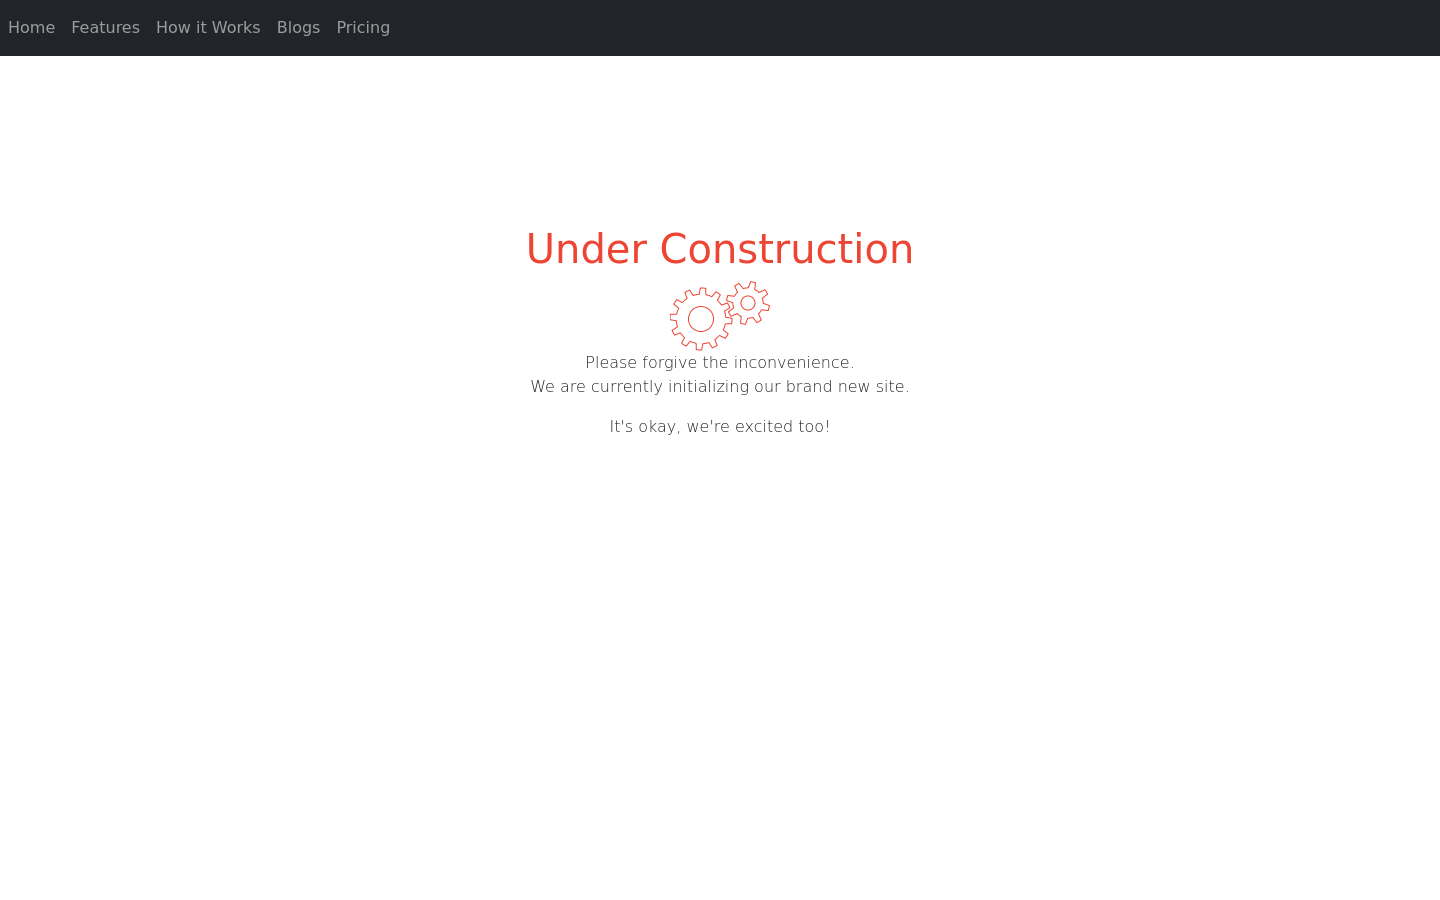 Home Features How it Works Blogs Pricing
Under Construction
Please forgive the inconvenience.
We are currently initializing our brand new site.
It's okay, we're excited too!